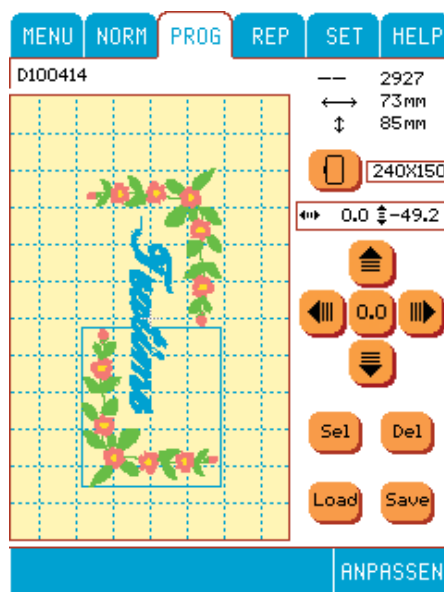 MENU NORM PROG REP SET HELP
D100414
2927
73MM
85MM
240X150
0.0 -49.2
0.0
Sel Del
Load Save
ANPASSEN